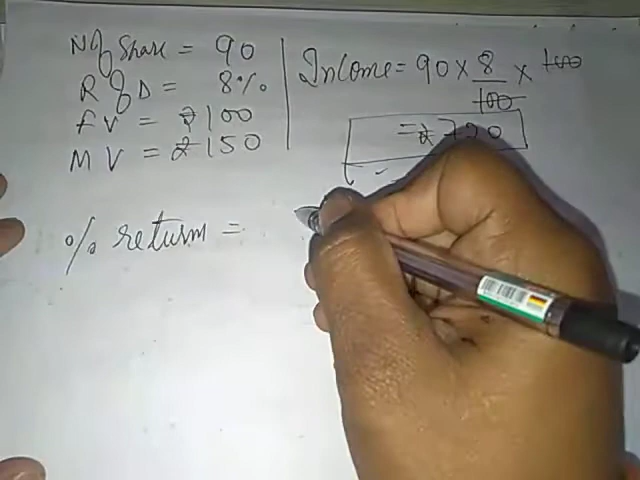 No of Share = 90
R of D = 8%
FV = ₹100
MV = ₹150
Income = 90 × 8/100 × 100
= ₹720
% return =